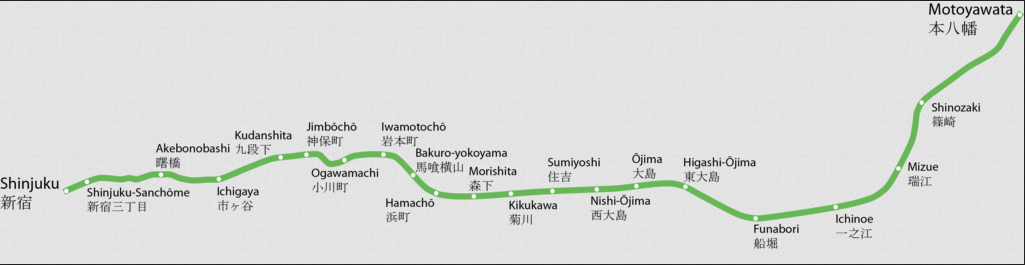 Shinjuku
新宿
Shinjuku-Sanchōme
新宿三丁目
Akebonobashi
曙橋
Ichigaya
市ヶ谷
Kudanshita
九段下
Jimbōchō
神保町
Ogawamachi
小川町
Iwamotochō
岩本町
Bakuro-yokoyama
馬喰横山
Hamachō
浜町
Morishita
森下
Kikukawa
菊川
Sumiyoshi
住吉
Nishi-Ōjima
西大島
Ōjima
大島
Higashi-Ōjima
東大島
Funabori
船堀
Ichinoe
一之江
Mizue
瑞江
Shinozaki
篠崎
Motoyawata
本八幡